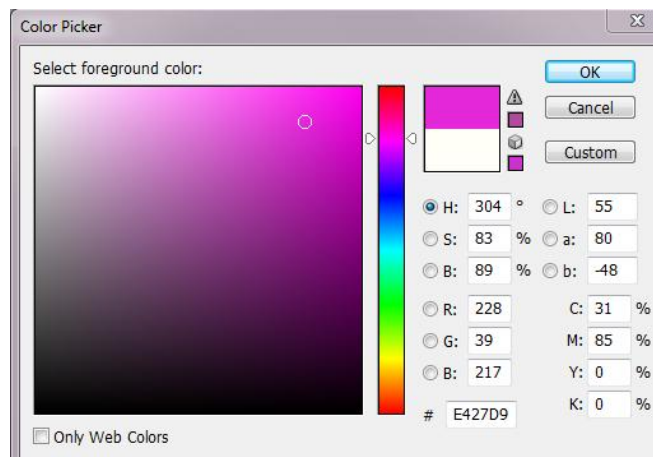 Color Picker
Select foreground color:
OK
Cancel
Custom
H: 304 ° L: 55
S: 83 % a: 80
B: 89 % b: -48
R: 228 C: 31 %
G: 39 M: 85 %
B: 217 Y: 0 %
# E427D9 K: 0 %
Only Web Colors